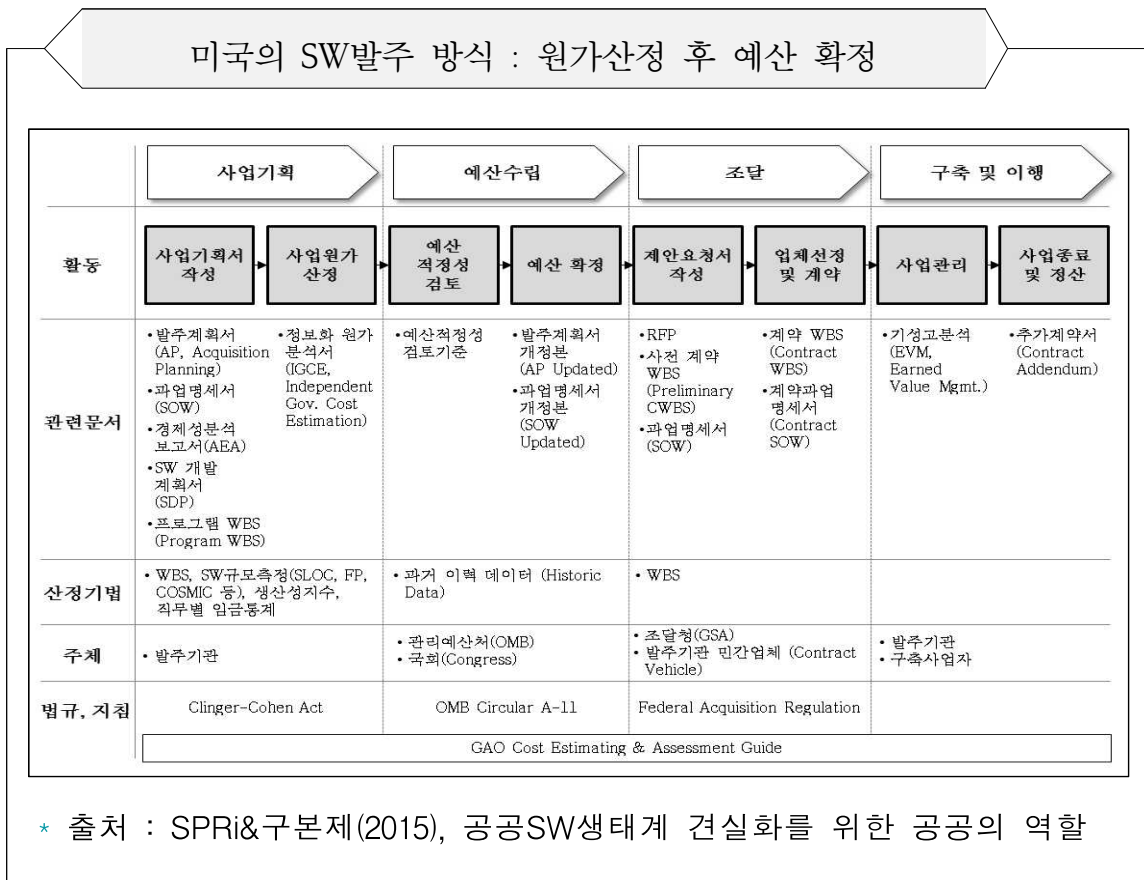 미국의 SW발주 방식 : 원가산정 후 예산 확정
사업기획
예산수립
조달
구축 및 이행
활동
사업기획서
작성
사업원가
산정
예산
적정성
검토
예산 확정
제안요청서
작성
업체선정
및 계약
사업관리
사업종료
및 정산
관련문서
•발주계획서
(AP, Acquisition
Planning)
•과업명세서
(SOW)
•경제성분석
보고서(AEA)
•SW 개발
계획서
(SDP)
•프로그램 WBS
(Program WBS)
•정보화 원가
분석서
(IGCE,
Independent
Gov. Cost
Estimation)
•예산적정성
검토기준
•발주계획서
개정본
(AP Updated)
•과업명세서
개정본
(SOW
Updated)
•RFP
•사전 계약
WBS
(Preliminary
CWBS)
•과업명세서
(SOW)
•계약 WBS
(Contract
WBS)
•계약과업
명세서
(Contract
SOW)
•기성고분석
(EVM,
Earned
Value Mgmt.)
•추가계약서
(Contract
Addendum)
산정기법
• WBS, SW규모측정(SLOC, FP,
COSMIC 등), 생산성지수,
직무별 임금통계
• 과거 이력 데이터 (Historic
Data)
• WBS
주체
• 발주기관
• 관리예산처(OMB)
• 국회(Congress)
• 조달청(GSA)
• 발주기관 민간업체 (Contract
Vehicle)
• 발주기관
• 구축사업자
법규, 지침
Clinger-Cohen Act
OMB Circular A-11
Federal Acquisition Regulation
GAO Cost Estimating & Assessment Guide
* 출처 : SPRi&구본제(2015), 공공SW생태계 견실화를 위한 공공의 역할